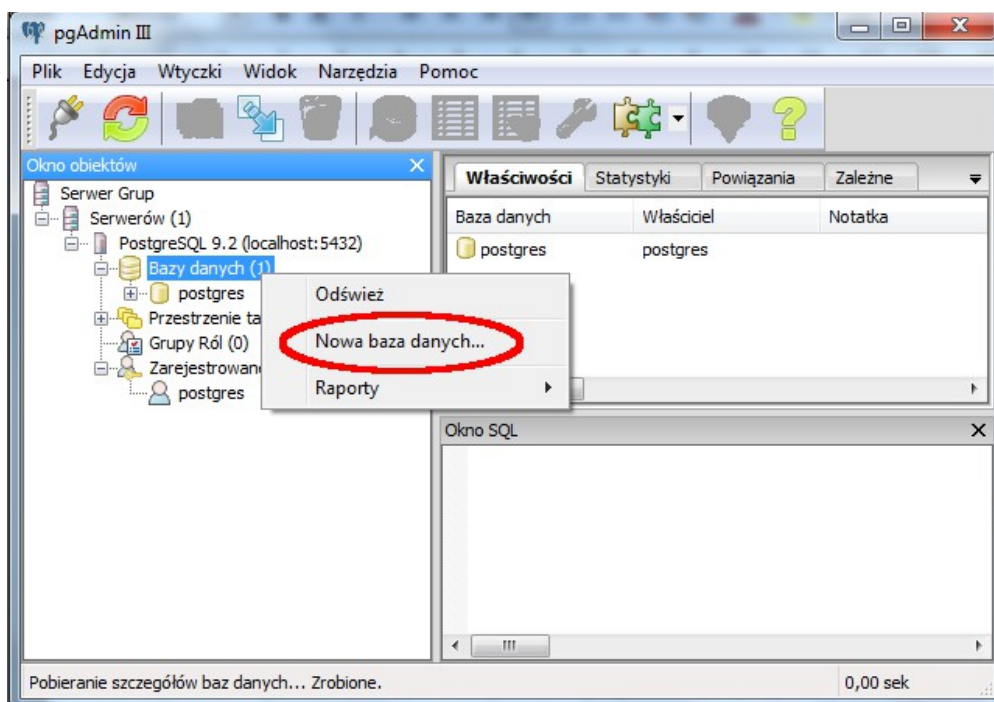 pgAdmin III
Plik Edycja Wtyczki Widok Narzędzia Pomoc
Okno obiektów
Serwer Grup
Serwerów (1)
PostgreSQL 9.2 (localhost:5432)
Bazy danych (1)
postgres
Przestrzenie ta
Grupy Ról (0)
Zarejestrowan
postgres
Odśwież
Nowa baza danych...
Raporty
Właściwości Statystyki Powiązania Zależne
Baza danych Właściciel Notatka
postgres postgres
Okno SQL
Pobieranie szczegółów baz danych... Zrobione. 0,00 sek